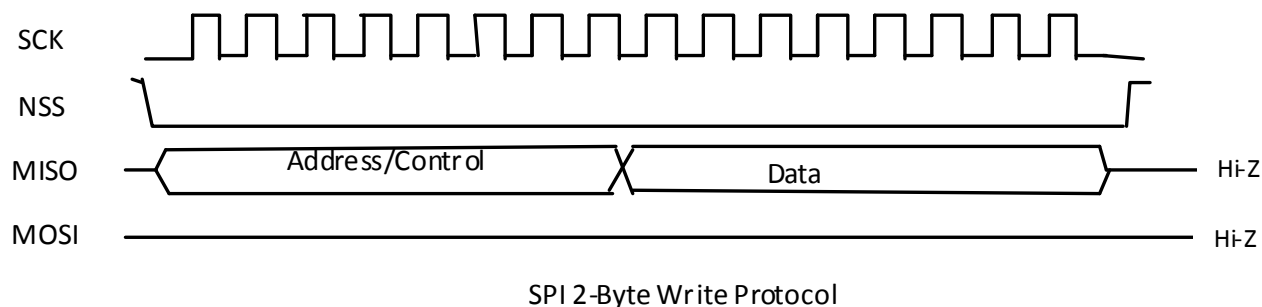 SCK
NSS
MISO Address/Control Data Hi-Z
MOSI Hi-Z
SPI 2-Byte Write Protocol